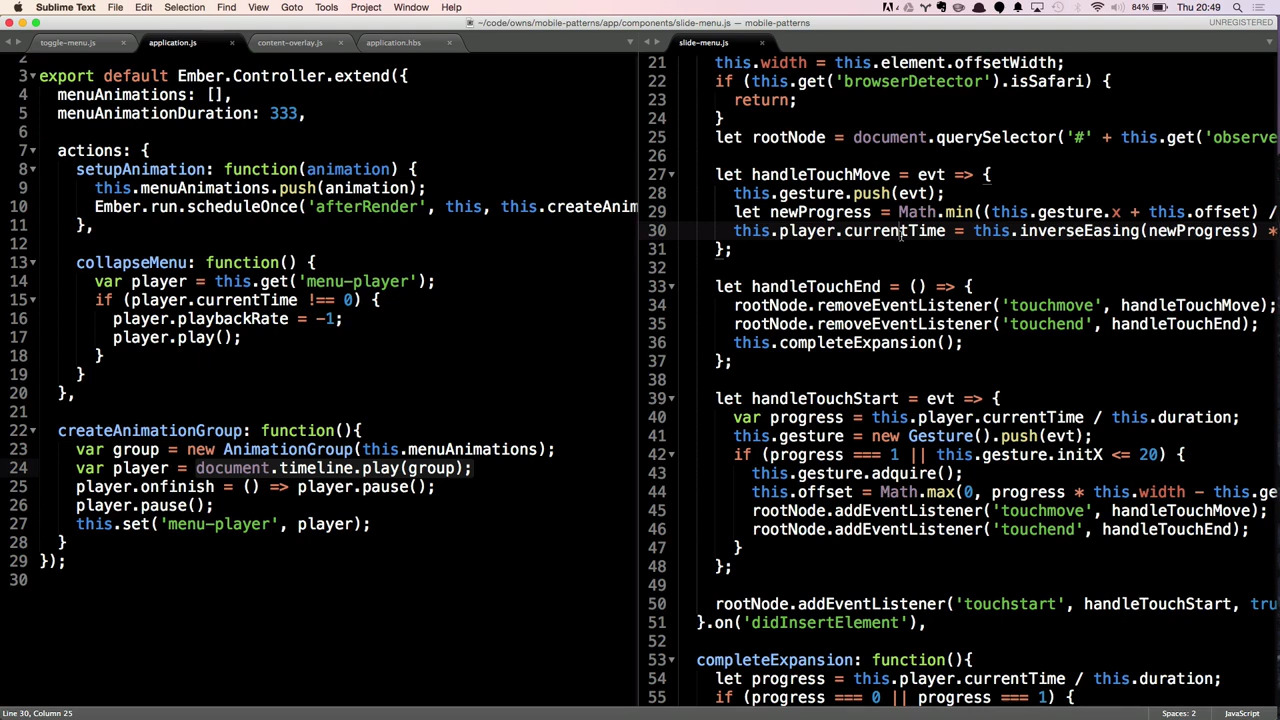 Sublime Text File Edit Selection Find View Goto Tools Project Window Help 84% Thu 20:49
~/code/owns/mobile-patterns/app/components/slide-menu.js — mobile-patterns UNREGISTERED
toggle-menu.js application.js content-overlay.js application.hbs
2
3 export default Ember.Controller.extend({
4 menuAnimations: [],
5 menuAnimationDuration: 333,
6
7 actions: {
8 setupAnimation: function(animation) {
9 this.menuAnimations.push(animation);
10 Ember.run.scheduleOnce('afterRender', this, this.createAnim
11 },
12
13 collapseMenu: function() {
14 var player = this.get('menu-player');
15 if (player.currentTime !== 0) {
16 player.playbackRate = -1;
17 player.play();
18 }
19 }
20 },
21
22 createAnimationGroup: function(){
23 var group = new AnimationGroup(this.menuAnimations);
24 var player = document.timeline.play(group);
25 player.onfinish = () => player.pause();
26 player.pause();
27 this.set('menu-player', player);
28 }
29 });
30
slide-menu.js
21 this.width = this.element.offsetWidth;
22 if (this.get('browserDetector').isSafari) {
23 return;
24 }
25 let rootNode = document.querySelector('#' + this.get('observe
26
27 let handleTouchMove = evt => {
28 this.gesture.push(evt);
29 let newProgress = Math.min((this.gesture.x + this.offset) /
30 this.player.currentTime = this.inverseEasing(newProgress) *
31 };
32
33 let handleTouchEnd = () => {
34 rootNode.removeEventListener('touchmove', handleTouchMove);
35 rootNode.removeEventListener('touchend', handleTouchEnd);
36 this.completeExpansion();
37 };
38
39 let handleTouchStart = evt => {
40 var progress = this.player.currentTime / this.duration;
41 this.gesture = new Gesture().push(evt);
42 if (progress === 1 || this.gesture.initX <= 20) {
43 this.gesture.adquire();
44 this.offset = Math.max(0, progress * this.width - this.ge
45 rootNode.addEventListener('touchmove', handleTouchMove);
46 rootNode.addEventListener('touchend', handleTouchEnd);
47 }
48 };
49
50 rootNode.addEventListener('touchstart', handleTouchStart, tru
51 }.on('didInsertElement'),
52
53 completeExpansion: function(){
54 let progress = this.player.currentTime / this.duration;
55 if (progress === 0 || progress === 1) {
Line 30, Column 25 Spaces: 2 JavaScript